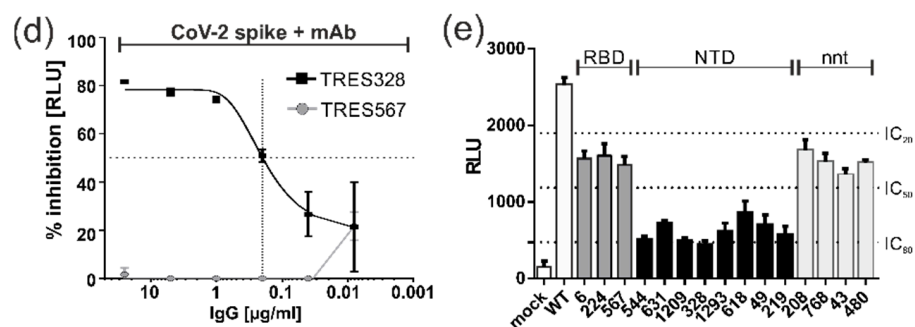 (d)
CoV-2 spike + mAb
% inhibition [RLU]
100
80
60
40
20
0
TRES328
TRES567
10 1 0.1 0.01 0.001
IgG [µg/ml]
(e)
RBD NTD nnt
RLU
3000
2000
1000
0
IC20
IC50
IC80
mock WT 6 224 567 544 631 1209 328 1293 618 49 219 208 768 43 480